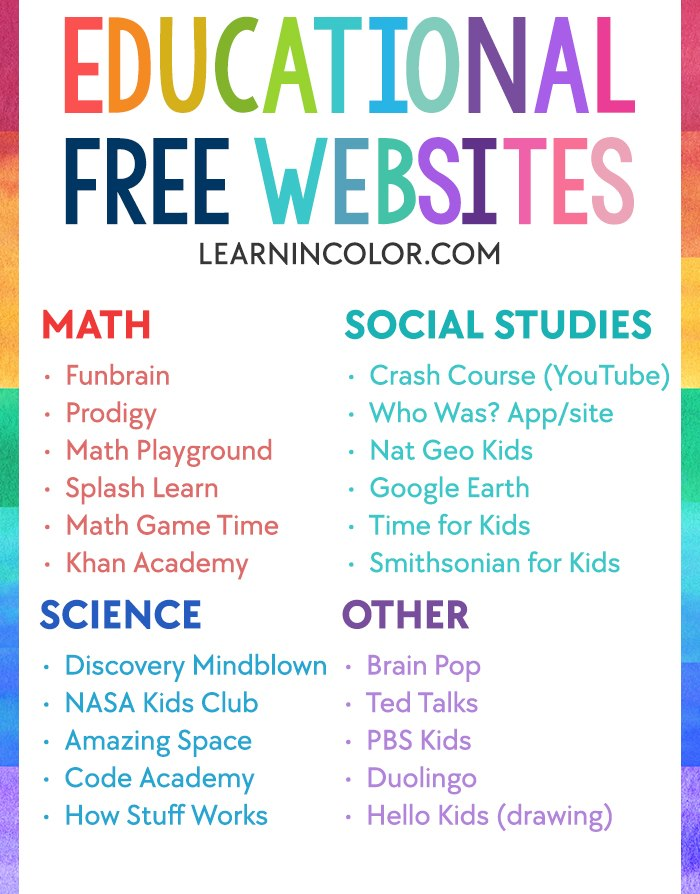 EDUCATIONAL
FREE WEBSITES
LEARNINCOLOR.COM
MATH
· Funbrain
· Prodigy
· Math Playground
· Splash Learn
· Math Game Time
· Khan Academy
SOCIAL STUDIES
· Crash Course (YouTube)
· Who Was? App/site
· Nat Geo Kids
· Google Earth
· Time for Kids
· Smithsonian for Kids
SCIENCE
· Discovery Mindblown
· NASA Kids Club
· Amazing Space
· Code Academy
· How Stuff Works
OTHER
· Brain Pop
· Ted Talks
· PBS Kids
· Duolingo
· Hello Kids (drawing)